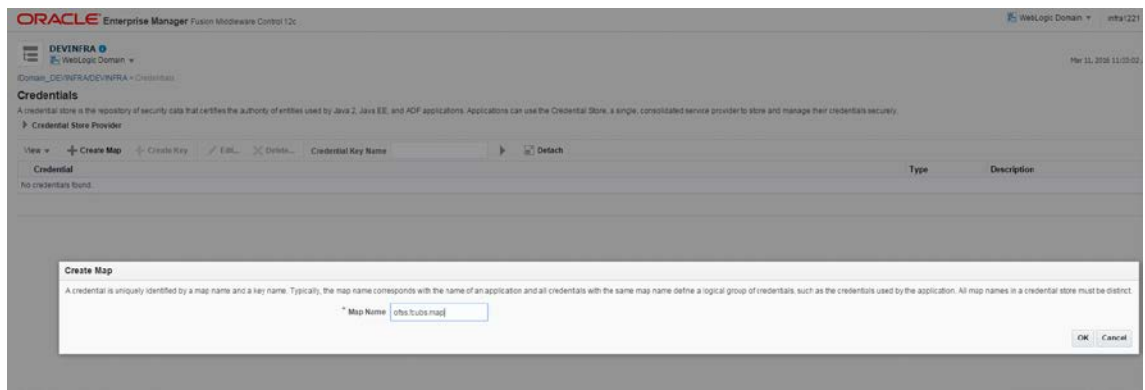 ORACLE Enterprise Manager Fusion Middleware Control 12c
WebLogic Domain
DEVINFRA
WebLogic Domain
/Domain_DEVINFRA/DEVINFRA > Credentials
Credentials
A credential store is the repository of security data that certifies the authority of entities used by Java 2, Java EE, and ADF applications. Applications can use the Credential Store, a single, consolidated service provider to store and manage their credentials securely.
Credential Store Provider
View Create Map Create Key Edit... Delete... Credential Key Name Detach
Credential Type Description
No credentials found.
Create Map
A credential is uniquely identified by a map name and a key name. Typically, the map name corresponds with the name of an application and all credentials with the same map name define a logical group of credentials, such as the credentials used by the application. All map names in a credential store must be distinct.
* Map Name ofss.fcubs.map
OK Cancel